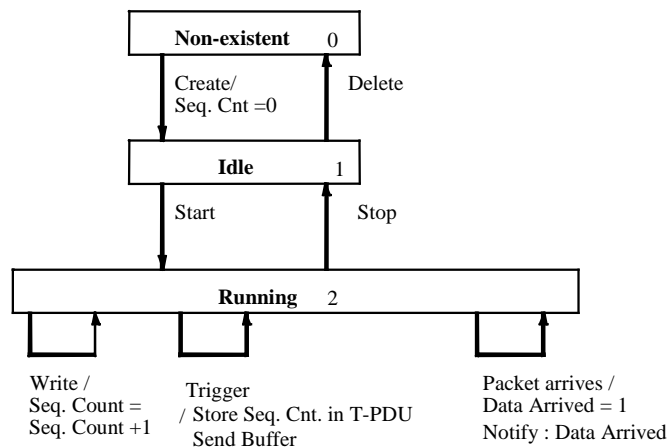 Non-existent 0
Create/
Seq. Cnt =0
Delete
Idle 1
Start
Stop
Running 2
Write /
Seq. Count =
Seq. Count +1
Trigger
/ Store Seq. Cnt. in T-PDU
Send Buffer
Packet arrives /
Data Arrived = 1
Notify : Data Arrived